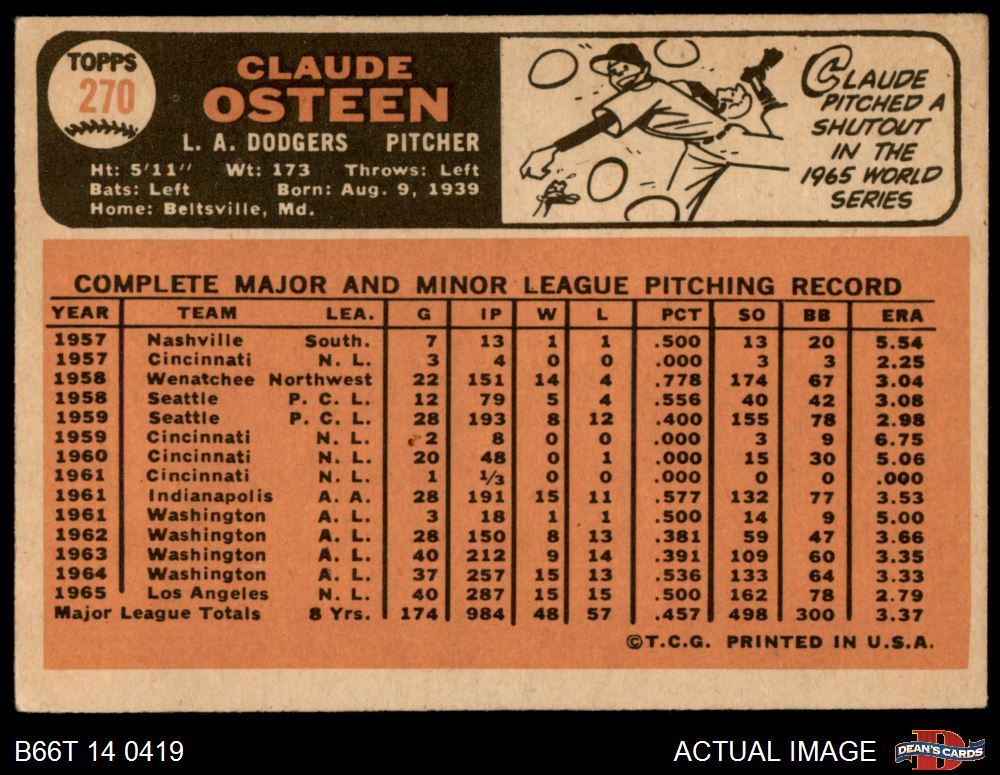 TOPPS
270
CLAUDE
OSTEEN
L. A. DODGERS PITCHER
Ht: 5'11" Wt: 173 Throws: Left
Bats: Left Born: Aug. 9, 1939
Home: Beltsville, Md.
CLAUDE
PITCHED A
SHUTOUT
IN THE
1965 WORLD
SERIES
COMPLETE MAJOR AND MINOR LEAGUE PITCHING RECORD
YEAR TEAM LEA. G IP W L PCT SO BB ERA
1957 Nashville South. 7 13 1 1 .500 13 20 5.54
1957 Cincinnati N. L. 3 4 0 0 .000 3 3 2.25
1958 Wenatchee Northwest 22 151 14 4 .778 174 67 3.04
1958 Seattle P. C. L. 12 79 5 4 .556 40 42 3.08
1959 Seattle P. C. L. 28 193 8 12 .400 155 78 2.98
1959 Cincinnati N. L. 2 8 0 0 .000 3 9 6.75
1960 Cincinnati N. L. 20 48 0 1 .000 15 30 5.06
1961 Cincinnati N. L. 1 1/3 0 0 .000 0 0 .000
1961 Indianapolis A. A. 28 191 15 11 .577 132 77 3.53
1961 Washington A. L. 3 18 1 1 .500 14 9 5.00
1962 Washington A. L. 28 150 8 13 .381 59 47 3.66
1963 Washington A. L. 40 212 9 14 .391 109 60 3.35
1964 Washington A. L. 37 257 15 13 .536 133 64 3.33
1965 Los Angeles N. L. 40 287 15 15 .500 162 78 2.79
Major League Totals 8 Yrs. 174 984 48 57 .457 498 300 3.37
©T.C.G. PRINTED IN U.S.A.
B66T 14 0419
ACTUAL IMAGE
DEAN'S CARDS